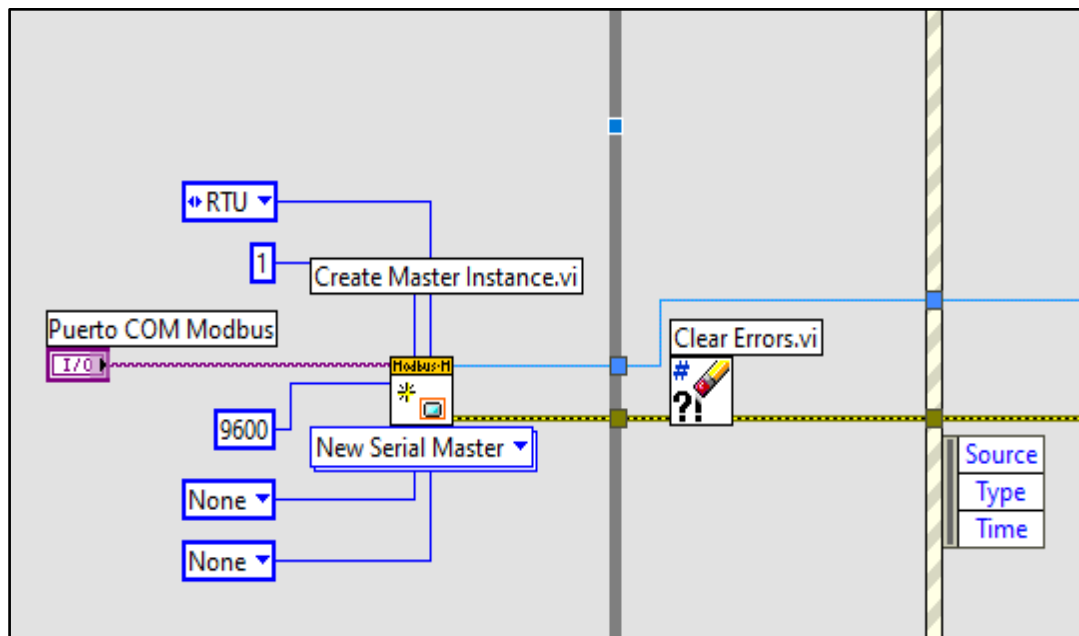 RTU
1
Create Master Instance.vi
Puerto COM Modbus
I/O
Modbus-M
Clear Errors.vi
#
?!
9600
New Serial Master
None
None
Source
Type
Time